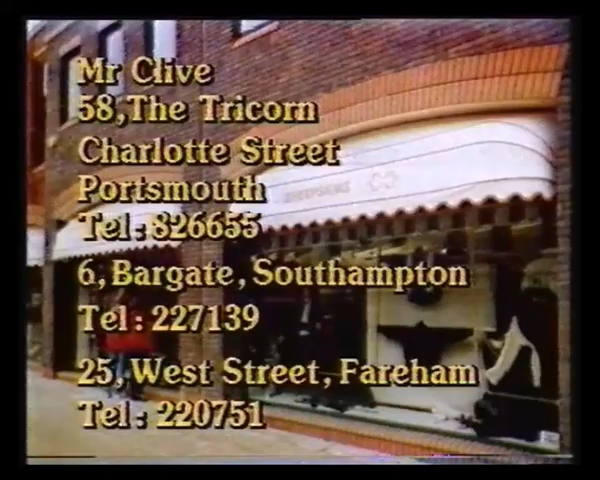 Mr Clive
58,The Tricorn
Charlotte Street
Portsmouth
Tel:826655
6,Bargate,Southampton
Tel:227139
25,West Street,Fareham
Tel:220751